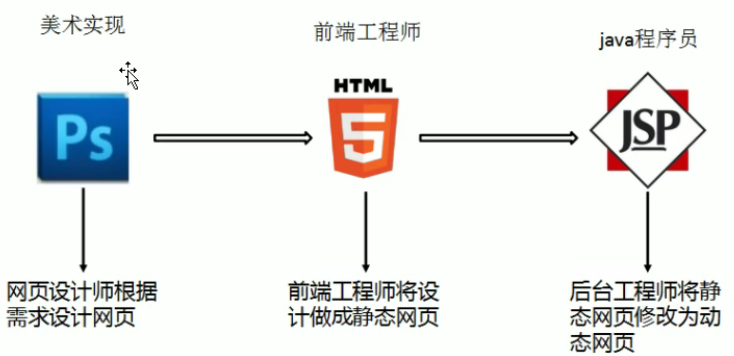 美术实现
前端工程师
java程序员
Ps
HTML
5
JSP
网页设计师根据
需求设计网页
前端工程师将设
计做成静态网页
后台工程师将静
态网页修改为动
态网页